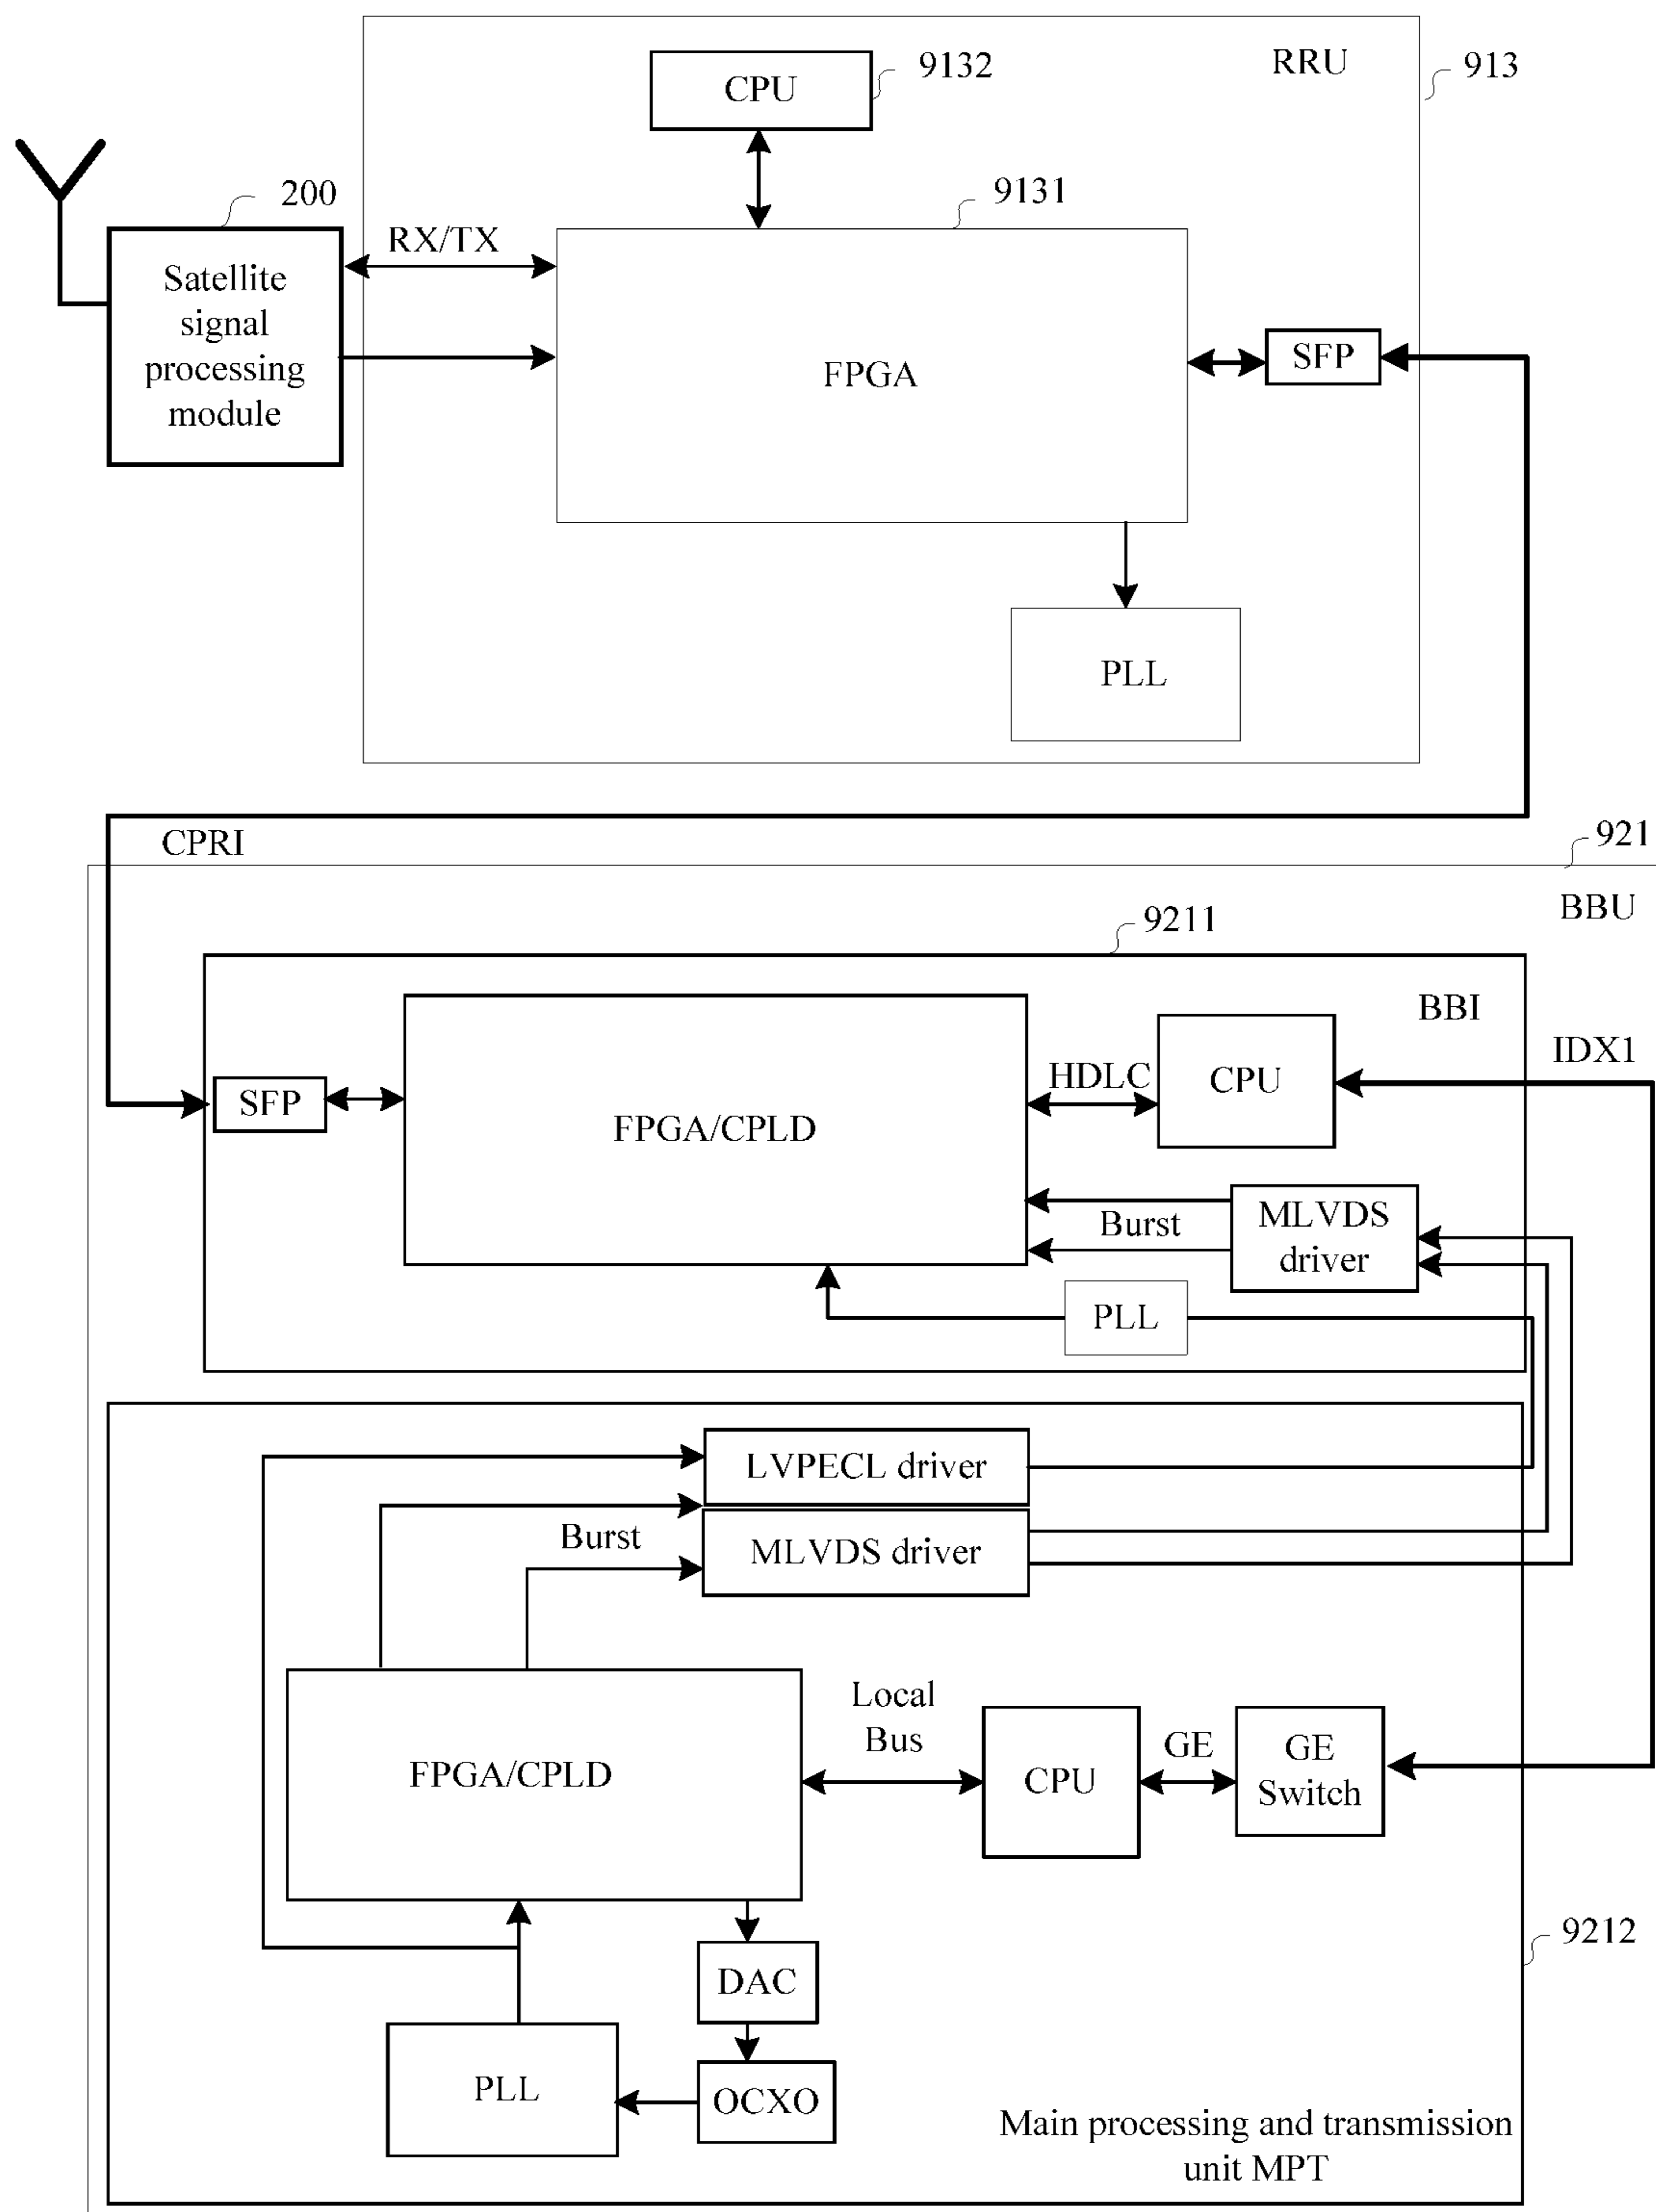 RRU
913
CPU
9132
200
9131
RX/TX
Satellite
signal
processing
module
FPGA
SFP
PLL
CPRI
921
BBU
9211
BBI
IDX1
HDLC
CPU
SFP
FPGA/CPLD
Burst
MLVDS
driver
PLL
LVPECL driver
Burst
MLVDS driver
Local
Bus
FPGA/CPLD
CPU
GE
GE
Switch
9212
DAC
PLL
OCXO
Main processing and transmission
unit MPT